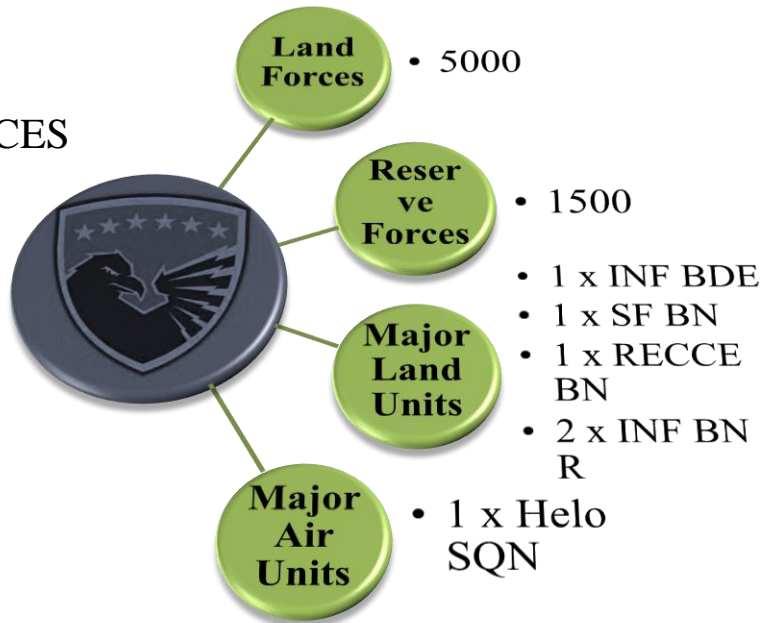 Land
Forces
• 5000
CES
Reser
ve
Forces
• 1500
Major
Land
Units
• 1 x INF BDE
• 1 x SF BN
• 1 x RECCE
BN
• 2 x INF BN
R
Major
Air
Units
• 1 x Helo
SQN